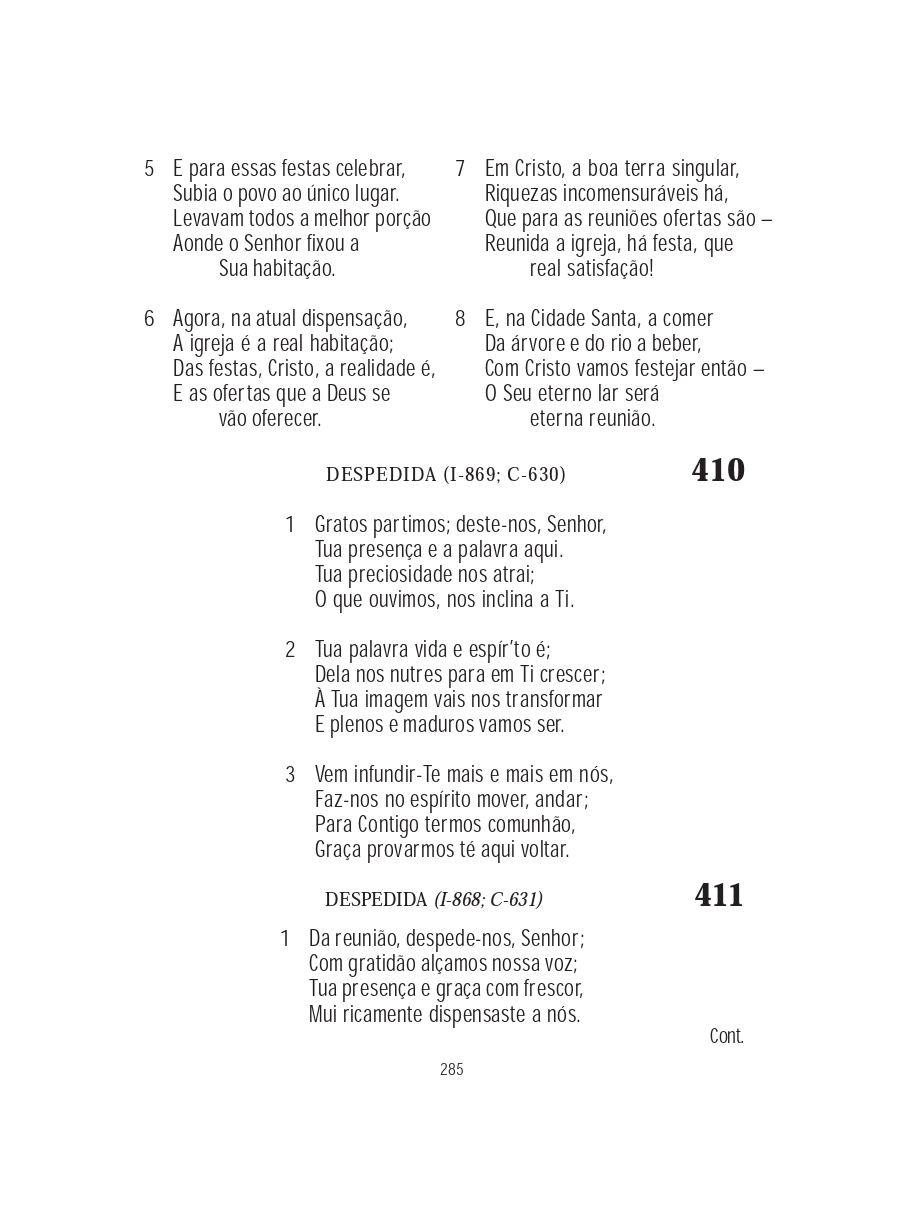 5 E para essas festas celebrar,
Subia o povo ao único lugar.
Levavam todos a melhor porção
Aonde o Senhor fixou a
Sua habitação.
6 Agora, na atual dispensação,
A igreja é a real habitação;
Das festas, Cristo, a realidade é,
E as ofertas que a Deus se
vão oferecer.
7 Em Cristo, a boa terra singular,
Riquezas incomensuráveis há,
Que para as reuniões ofertas são –
Reunida a igreja, há festa, que
real satisfação!
8 E, na Cidade Santa, a comer
Da árvore e do rio a beber,
Com Cristo vamos festejar então –
O Seu eterno lar será
eterna reunião.
DESPEDIDA (I-869; C-630) 410
1 Gratos partimos; deste-nos, Senhor,
Tua presença e a palavra aqui.
Tua preciosidade nos atrai;
O que ouvimos, nos inclina a Ti.
2 Tua palavra vida e espír’to é;
Dela nos nutres para em Ti crescer;
À Tua imagem vais nos transformar
E plenos e maduros vamos ser.
3 Vem infundir-Te mais e mais em nós,
Faz-nos no espírito mover, andar;
Para Contigo termos comunhão,
Graça provarmos té aqui voltar.
DESPEDIDA (I-868; C-631) 411
1 Da reunião, despede-nos, Senhor;
Com gratidão alçamos nossa voz;
Tua presença e graça com frescor,
Mui ricamente dispensaste a nós.
Cont.
285